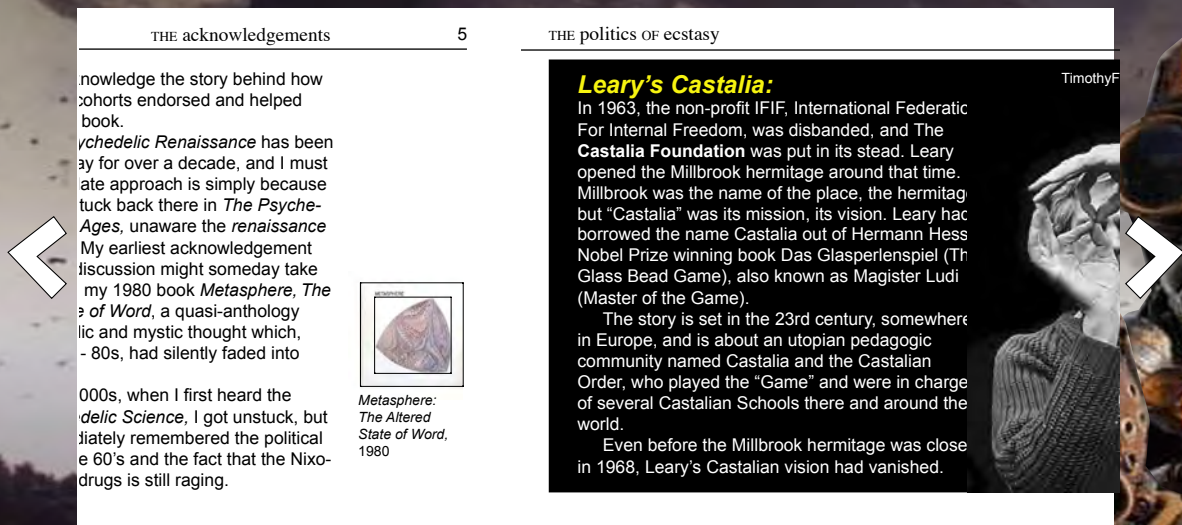 THE acknowledgements 5
nowledge the story behind how
cohorts endorsed and helped
book.
ychedelic Renaissance has been
ay for over a decade, and I must
ate approach is simply because
tuck back there in The Psyche-
Ages, unaware the renaissance
My earliest acknowledgement
discussion might someday take
my 1980 book Metasphere, The
e of Word, a quasi-anthology
lic and mystic thought which,
- 80s, had silently faded into
000s, when I first heard the
delic Science, I got unstuck, but
diately remembered the political
e 60's and the fact that the Nixo-
drugs is still raging.
METASPHERE
Metasphere:
The Altered
State of Word,
1980
THE politics OF ecstasy
Leary's Castalia:
In 1963, the non-profit IFIF, International Federatio
For Internal Freedom, was disbanded, and The
Castalia Foundation was put in its stead. Leary
opened the Millbrook hermitage around that time.
Millbrook was the name of the place, the hermitag
but “Castalia” was its mission, its vision. Leary had
borrowed the name Castalia out of Hermann Hess
Nobel Prize winning book Das Glasperlenspiel (Th
Glass Bead Game), also known as Magister Ludi
(Master of the Game).
The story is set in the 23rd century, somewhere
in Europe, and is about an utopian pedagogic
community named Castalia and the Castalian
Order, who played the “Game” and were in charge
of several Castalian Schools there and around the
world.
Even before the Millbrook hermitage was close
in 1968, Leary's Castalian vision had vanished.
TimothyF